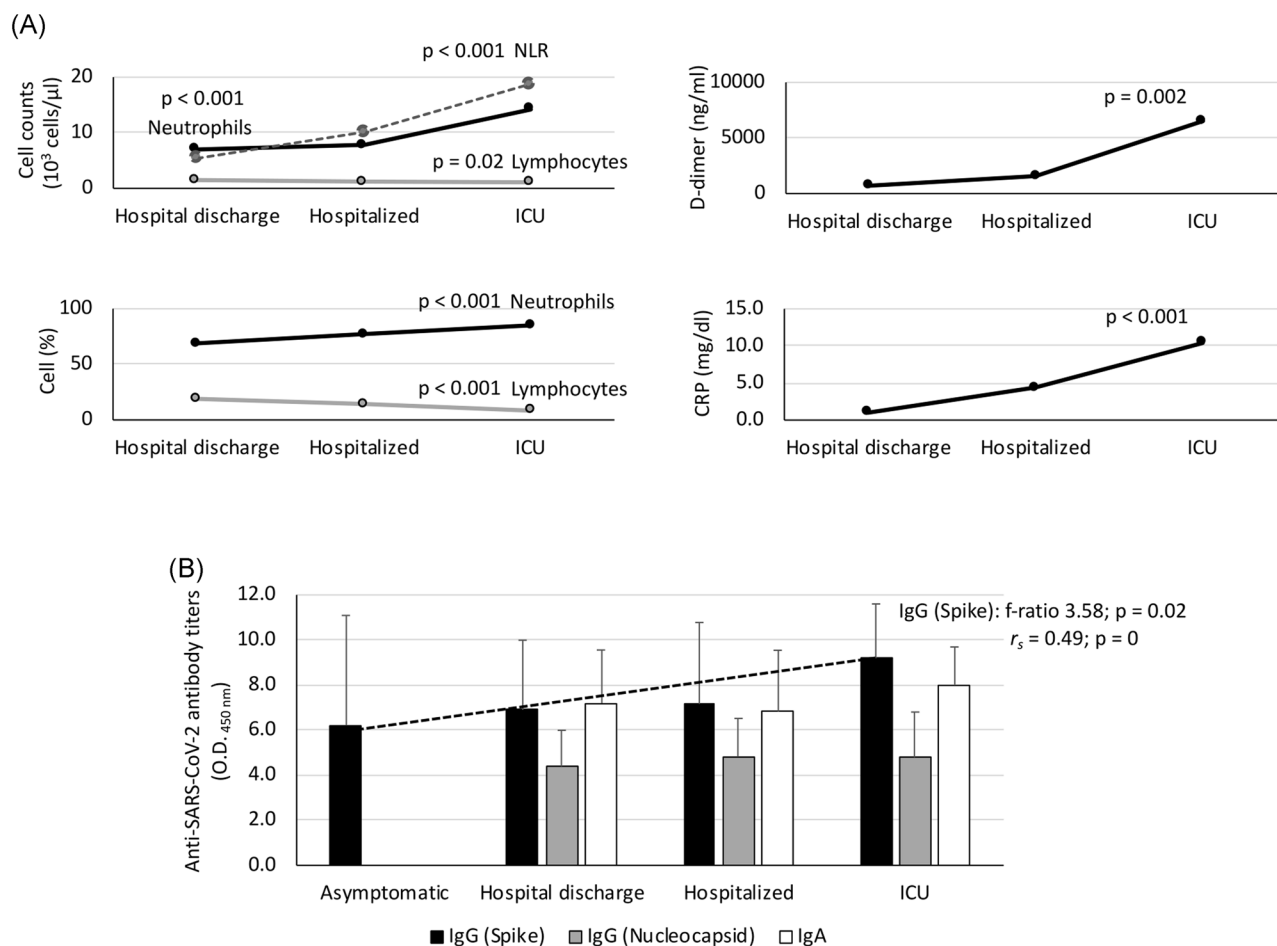 (A)
p < 0.001 NLR
20
p < 0.001
Neutrophils
10
p = 0.02 Lymphocytes
0
Cell counts
(10³ cells/µl)
Hospital discharge Hospitalized ICU
10000
p = 0.002
5000
0
D-dimer (ng/ml)
Hospital discharge Hospitalized ICU
100
p < 0.001 Neutrophils
50
p < 0.001 Lymphocytes
0
Cell (%)
Hospital discharge Hospitalized ICU
15.0
p < 0.001
10.0
5.0
0.0
CRP (mg/dl)
Hospital discharge Hospitalized ICU
(B)
12.0
IgG (Spike): f-ratio 3.58; p = 0.02
rₛ = 0.49; p = 0
10.0
8.0
6.0
4.0
2.0
0.0
Anti-SARS-CoV-2 antibody titers
(O.D. 450 nm)
Asymptomatic Hospital discharge Hospitalized ICU
IgG (Spike) IgG (Nucleocapsid) IgA